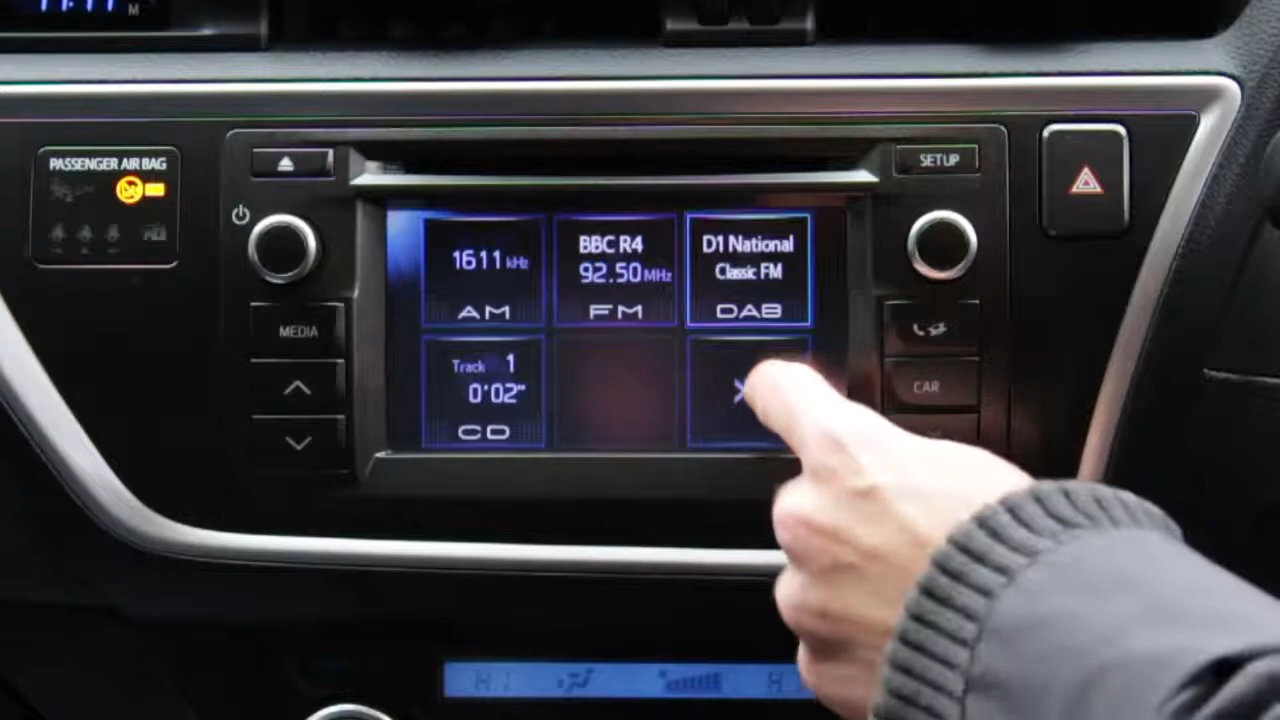 PASSENGER AIR BAG
SETUP
MEDIA
CAR
1611 kHz
AM
BBC R4
92.50 MHz
FM
D1 National
Classic FM
DAB
Track 1
0'02"
CD